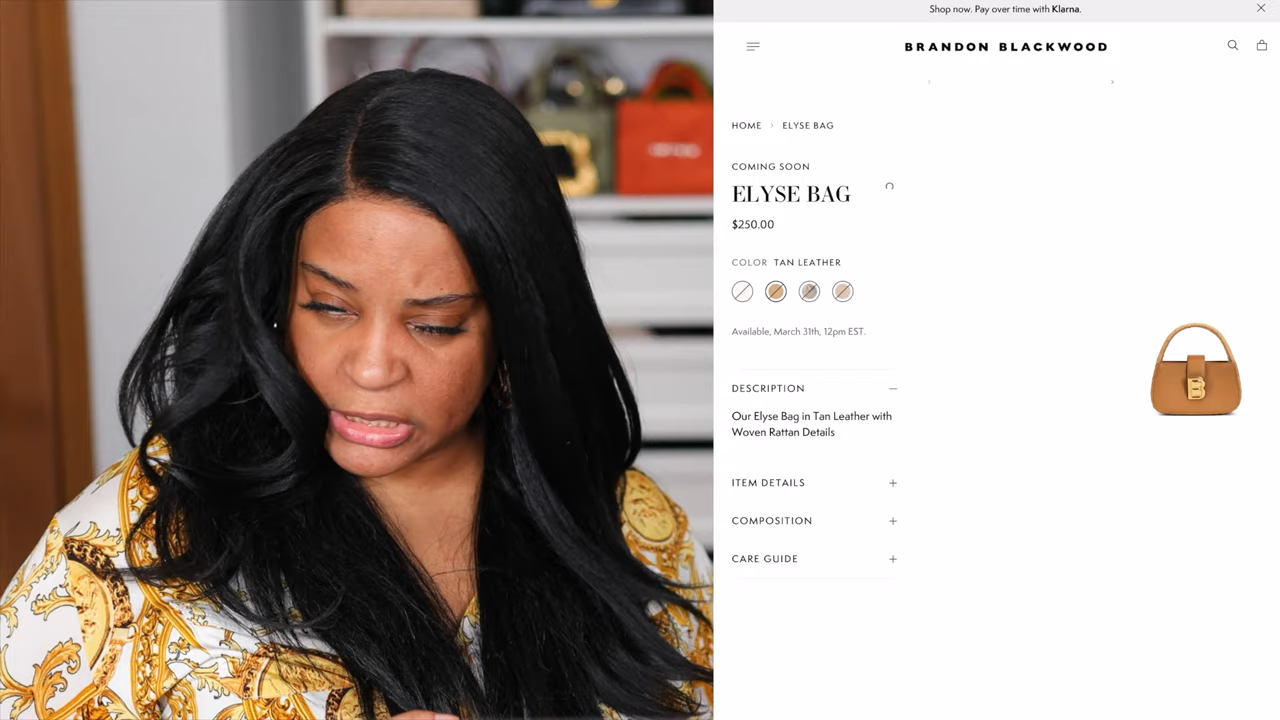 Shop now. Pay over time with Klarna.
BRANDON BLACKWOOD
HOME > ELYSE BAG
COMING SOON
ELYSE BAG
$250.00
COLOR TAN LEATHER
Available, March 31th, 12pm EST.
DESCRIPTION
Our Elyse Bag in Tan Leather with
Woven Rattan Details
ITEM DETAILS
COMPOSITION
CARE GUIDE
B